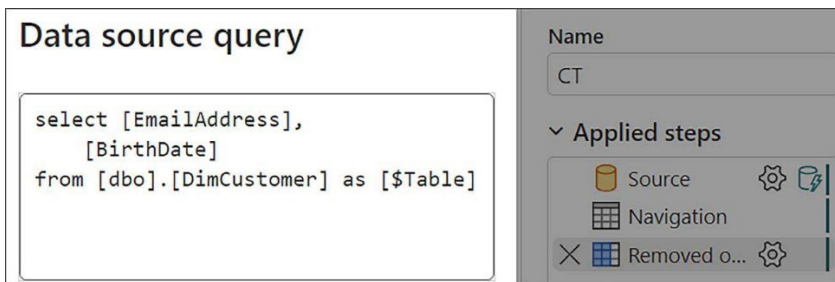 Data source query
select [EmailAddress],
[BirthDate]
from [dbo].[DimCustomer] as [$Table]
Name
CT
Applied steps
Source
Navigation
Removed o...